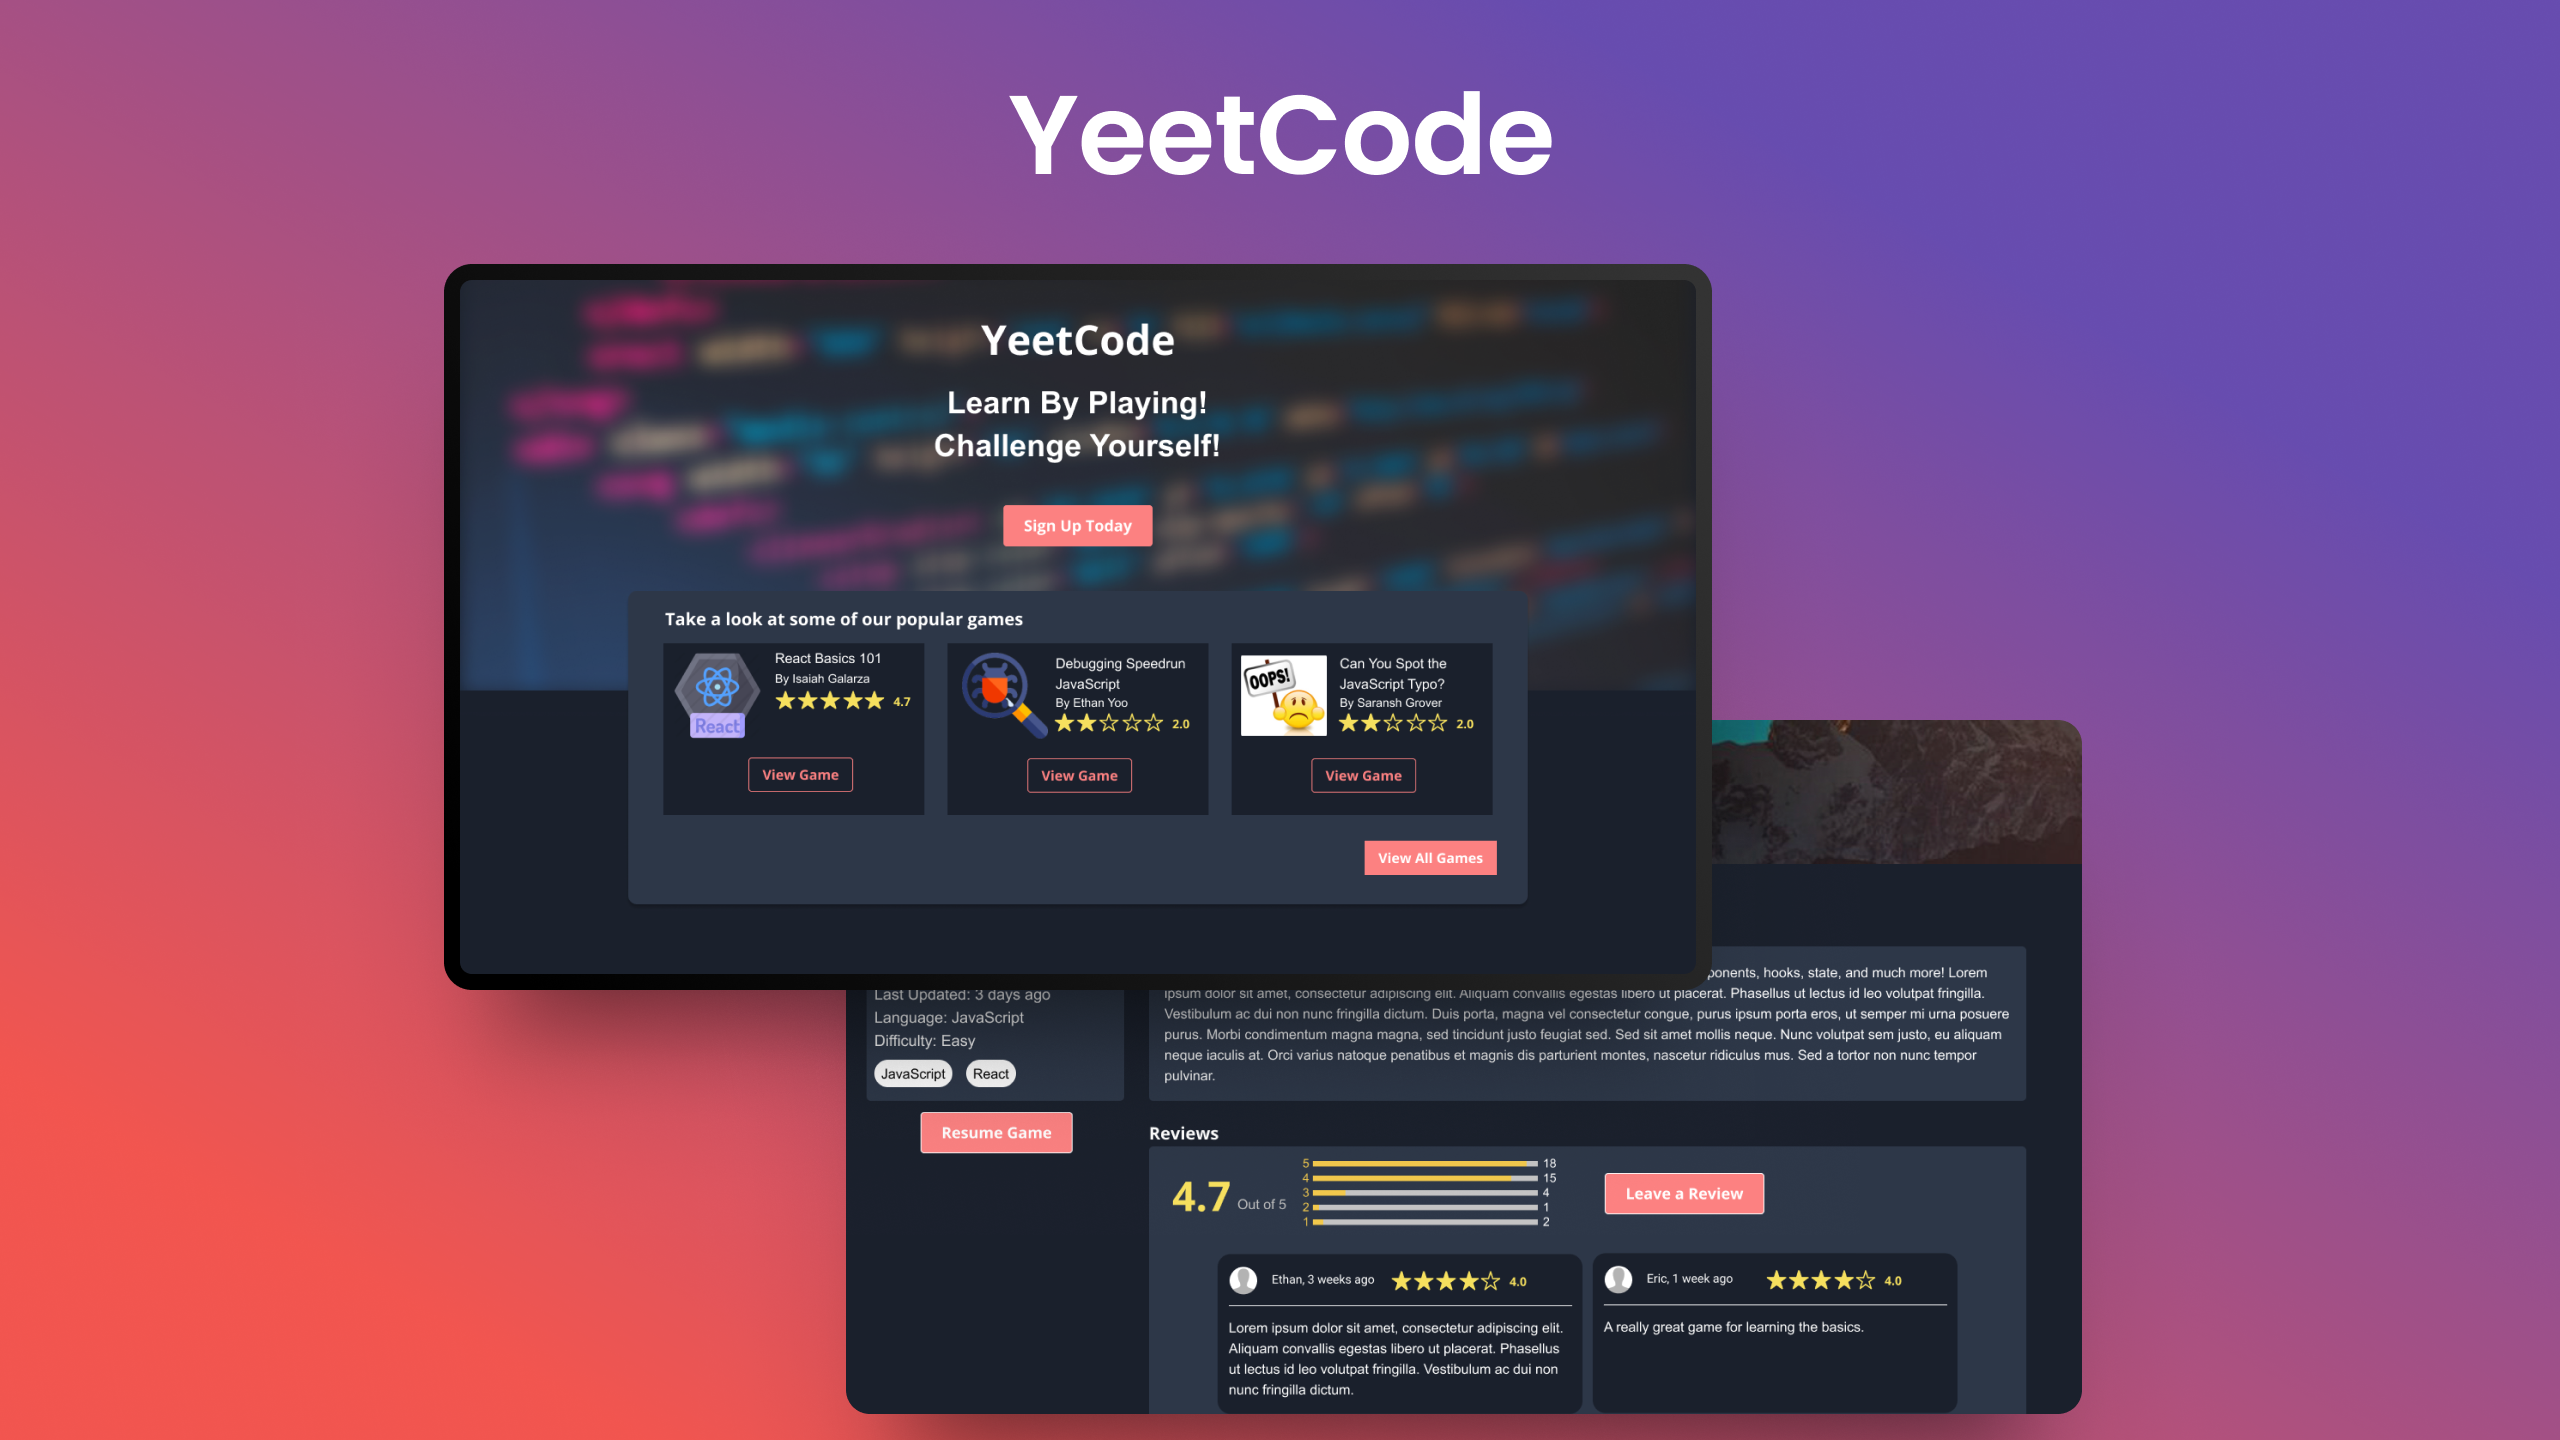 YeetCode
YeetCode
Learn By Playing!
Challenge Yourself!
Sign Up Today
Take a look at some of our popular games
React
React Basics 101
By Isaiah Galarza
4.7
View Game
Debugging Speedrun
JavaScript
By Ethan Yoo
2.0
View Game
OOPS!
Can You Spot the
JavaScript Typo?
By Saransh Grover
2.0
View Game
View All Games
Last Updated: 3 days ago
Language: JavaScript
Difficulty: Easy
JavaScript
React
Resume Game
hooks, state, and much more! Lorem
ipsum dolor sit amet, consectetur adipiscing elit. Aliquam convallis egestas libero ut placerat. Phasellus ut lectus id leo volutpat fringilla.
Vestibulum ac dui non nunc fringilla dictum. Duis porta, magna vel consectetur congue, purus ipsum porta eros, ut semper mi urna posuere
purus. Morbi condimentum magna magna, sed tincidunt justo feugiat sed. Sed sit amet mollis neque. Nunc volutpat sem justo, eu aliquam
neque iaculis at. Orci varius natoque penatibus et magnis dis parturient montes, nascetur ridiculus mus. Sed a tortor non nunc tempor
pulvinar.
Reviews
4.7 Out of 5
5 18
4 15
3 4
2 1
1 2
Leave a Review
Ethan, 3 weeks ago 4.0
Lorem ipsum dolor sit amet, consectetur adipiscing elit.
Aliquam convallis egestas libero ut placerat. Phasellus
ut lectus id leo volutpat fringilla. Vestibulum ac dui non
nunc fringilla dictum.
Eric, 1 week ago 4.0
A really great game for learning the basics.